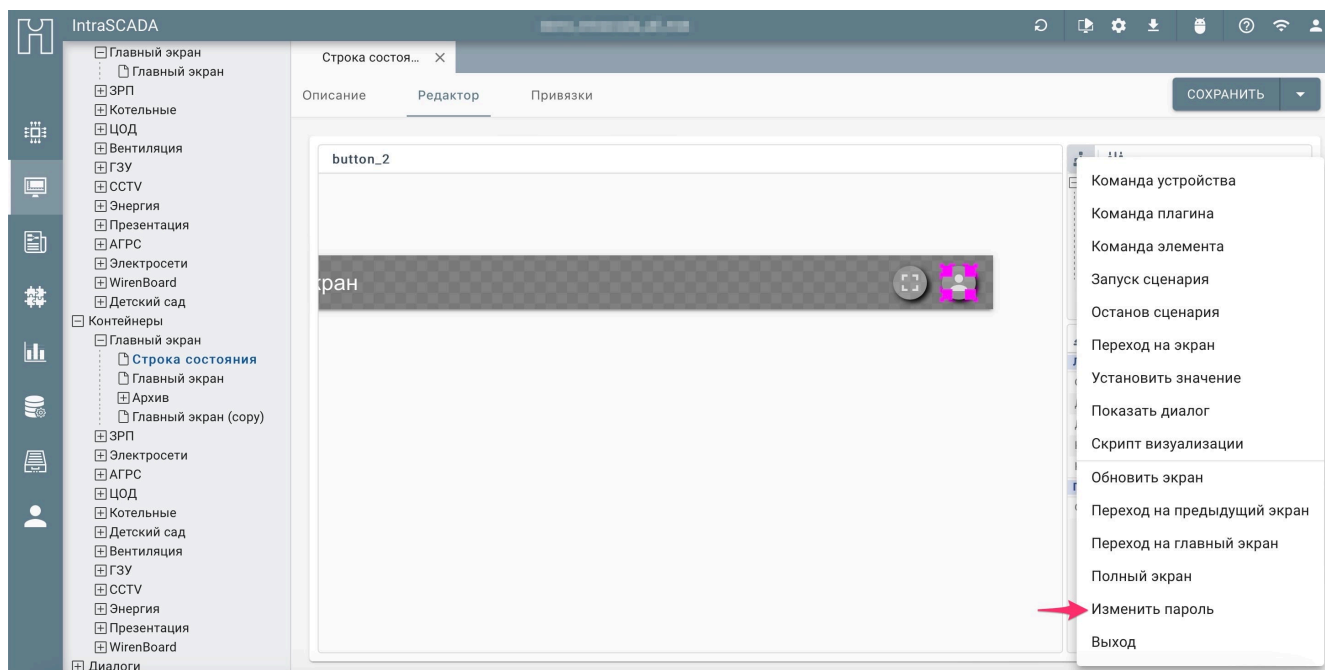 IntraSCADA
Главный экран
Главный экран
ЗРП
Котельные
ЦОД
Вентиляция
ГЗУ
CCTV
Энергия
Презентация
АГРС
Электросети
WirenBoard
Детский сад
Контейнеры
Главный экран
Строка состояния
Главный экран
Архив
Главный экран (copy)
ЗРП
Электросети
АГРС
ЦОД
Котельные
Детский сад
Вентиляция
ГЗУ
CCTV
Энергия
Презентация
WirenBoard
Диалоги
Строка состоя...
Описание Редактор Привязки
СОХРАНИТЬ
button_2
кран
Команда устройства
Команда плагина
Команда элемента
Запуск сценария
Останов сценария
Переход на экран
Установить значение
Показать диалог
Скрипт визуализации
Обновить экран
Переход на предыдущий экран
Переход на главный экран
Полный экран
Изменить пароль
Выход